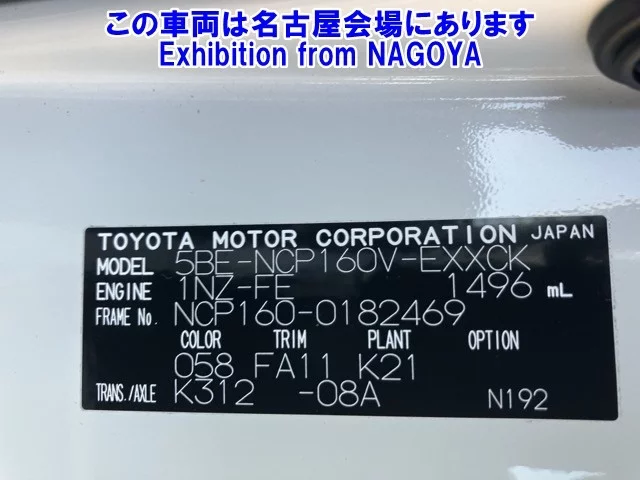 この車両は名古屋会場にあります
Exhibition from NAGOYA
TOYOTA MOTOR CORPORATION JAPAN
MODEL 5BE-NCP160V-EXXCK
ENGINE 1NZ-FE 1496 mL
FRAME No. NCP160-0182469
COLOR TRIM PLANT OPTION
058 FA11 K21
TRANS./AXLE K312 -08A N192